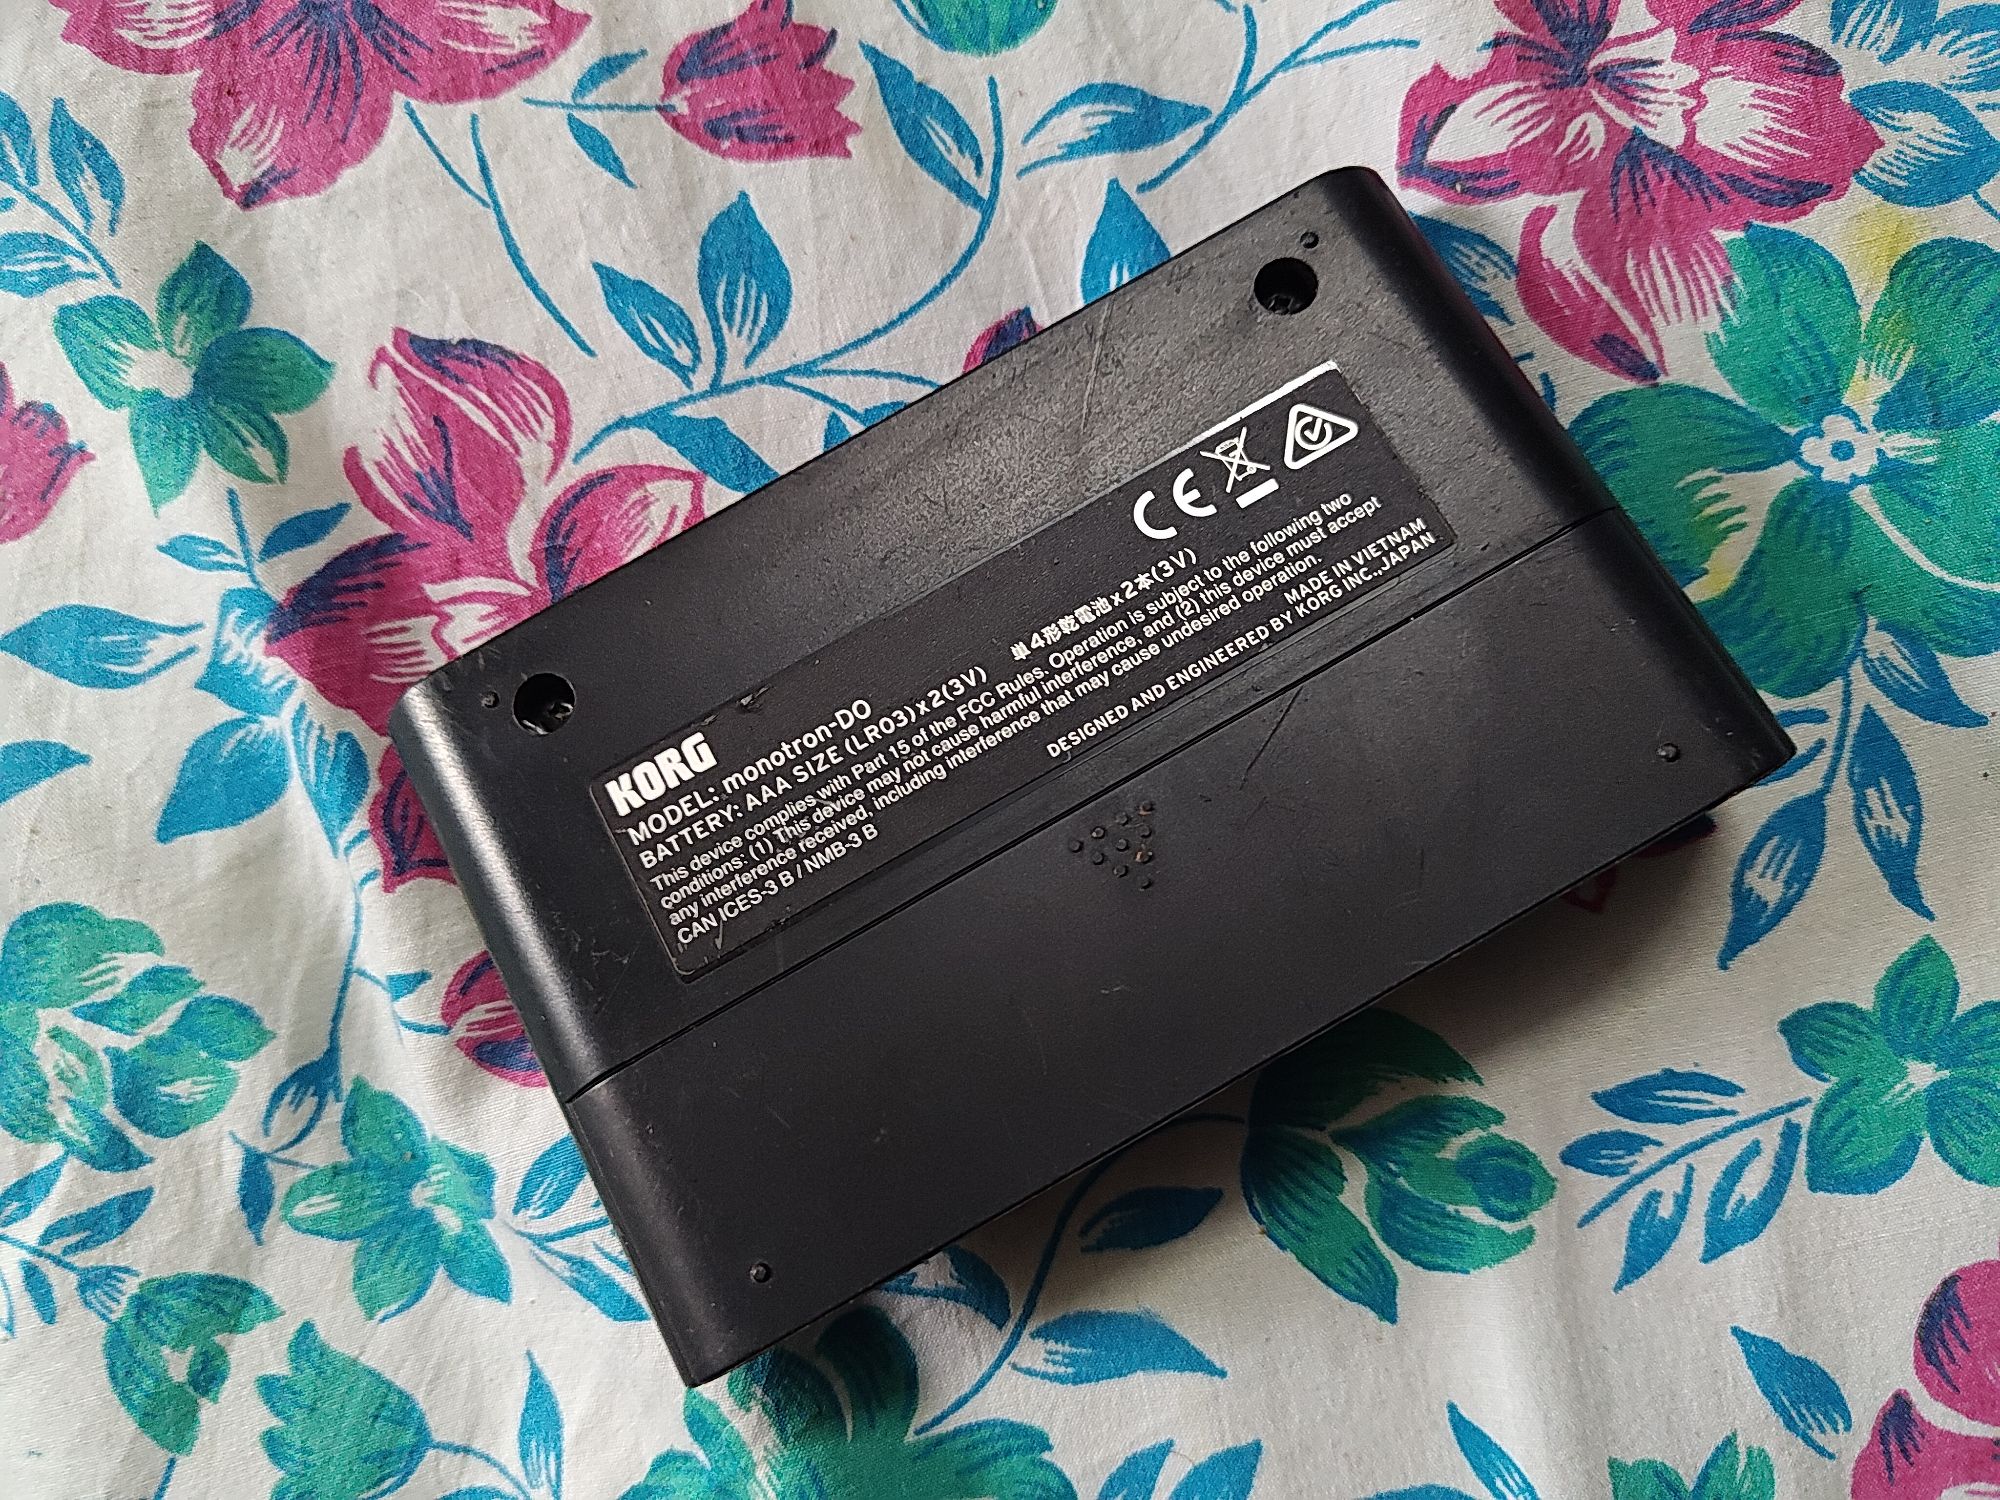 KORG
MODEL: monotron-DO
BATTERY: AAA SIZE (LR03) x 2(3V) 単4形乾電池x2本(3V)
This device complies with Part 15 of the FCC Rules. Operation is subject to the following two
conditions: (1) This device may not cause harmful interference, and (2) this device must accept
any interference received, including interference that may cause undesired operation.
CAN ICES-3 B / NMB-3 B
CE
MADE IN VIETNAM
DESIGNED AND ENGINEERED BY KORG INC.,JAPAN